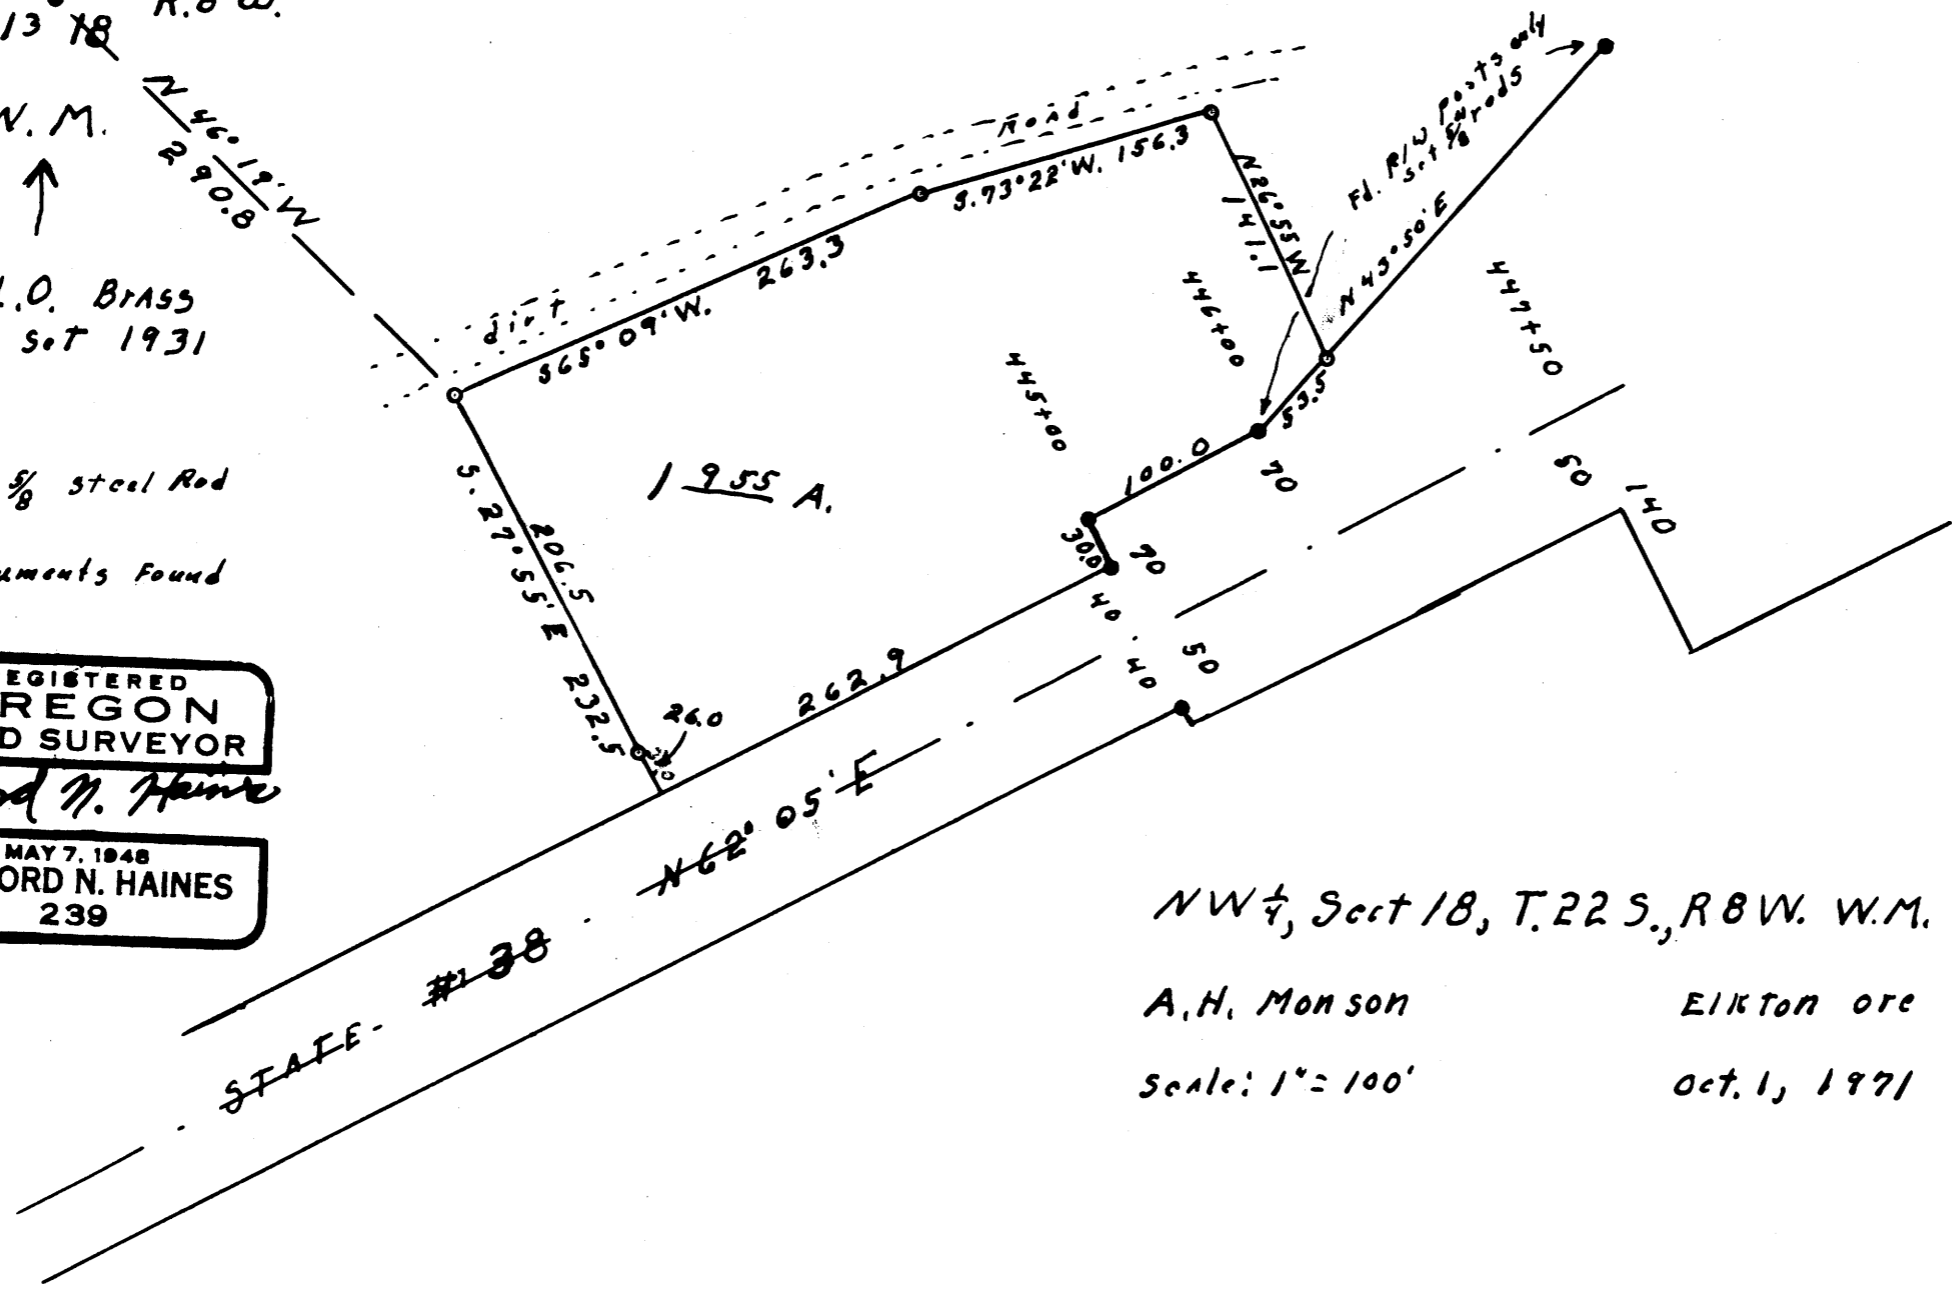 R. 8 W.
13 18
W. M.
N 46° 19' W
290.8
L.O. Brass
set 1931
5/8 steel Rod
uments Found
EGISTERED
REGON
D SURVEYOR
d N. Haines
MAY 7, 1948
ORD N. HAINES
239
dirt Road
S65° 09' W. 263.3
S.73° 22' W. 156.3
N 26° 55 W
141.1
Fd. R/W posts only
set 5/8 rods
N 43° 50' E
53.5
100.0
30.0
262.9
26.0
S. 27° 55' E 232.5
206.5
1 955 A.
445+00
446+00
447+50
70
70
40
40
50
50
140
STATE #38 N 62° 05' E
NW 1/4, Sect 18, T. 22 S., R 8 W. W.M.
A. H. Monson Elkton ore
Scale: 1" = 100' Oct. 1, 1971